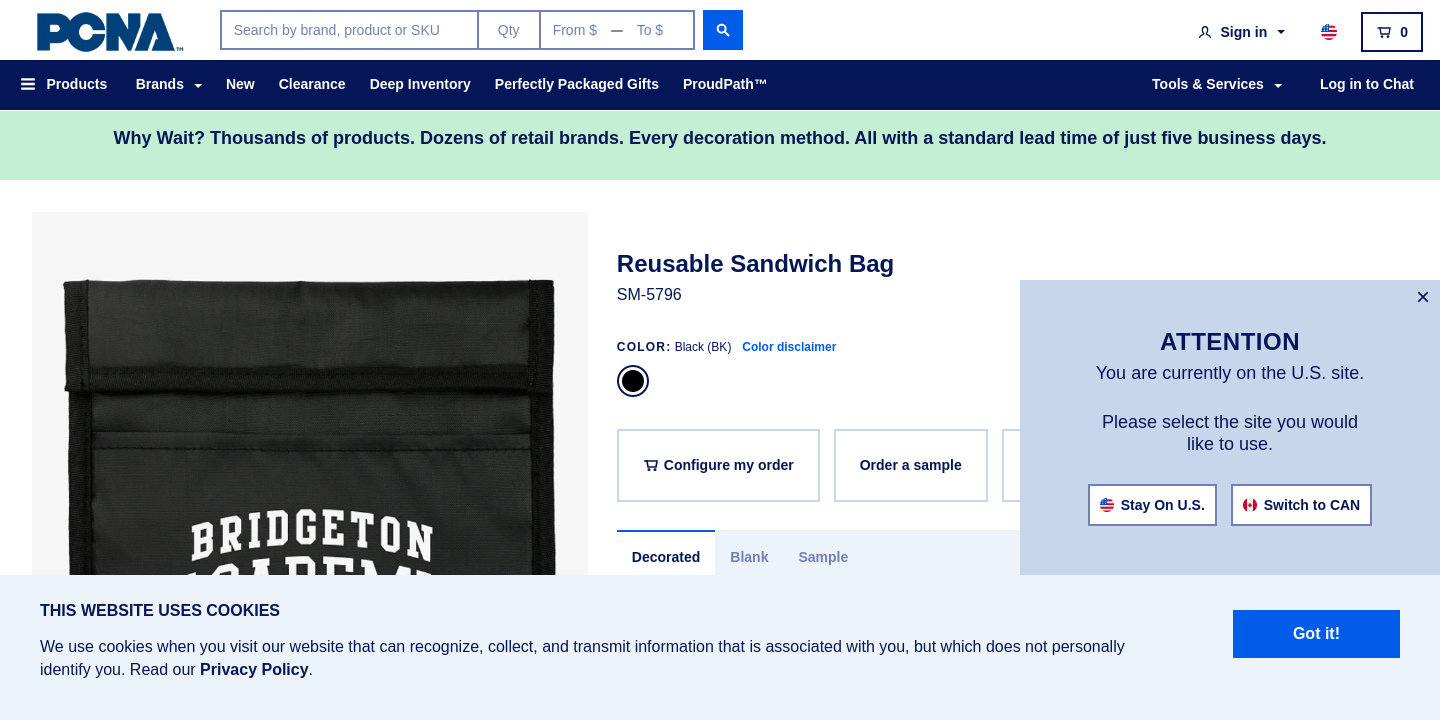 PCNA™
Search by brand, product or SKU
Qty
From $ — To $
Sign in
0
Products
Brands
New
Clearance
Deep Inventory
Perfectly Packaged Gifts
ProudPath™
Tools & Services
Log in to Chat
Why Wait? Thousands of products. Dozens of retail brands. Every decoration method. All with a standard lead time of just five business days.
BRIDGETON
Reusable Sandwich Bag
SM-5796
COLOR: Black (BK) Color disclaimer
Configure my order
Order a sample
Decorated
Blank
Sample
×
ATTENTION
You are currently on the U.S. site.
Please select the site you would
like to use.
Stay On U.S.
Switch to CAN
THIS WEBSITE USES COOKIES
We use cookies when you visit our website that can recognize, collect, and transmit information that is associated with you, but which does not personally
identify you. Read our Privacy Policy.
Got it!